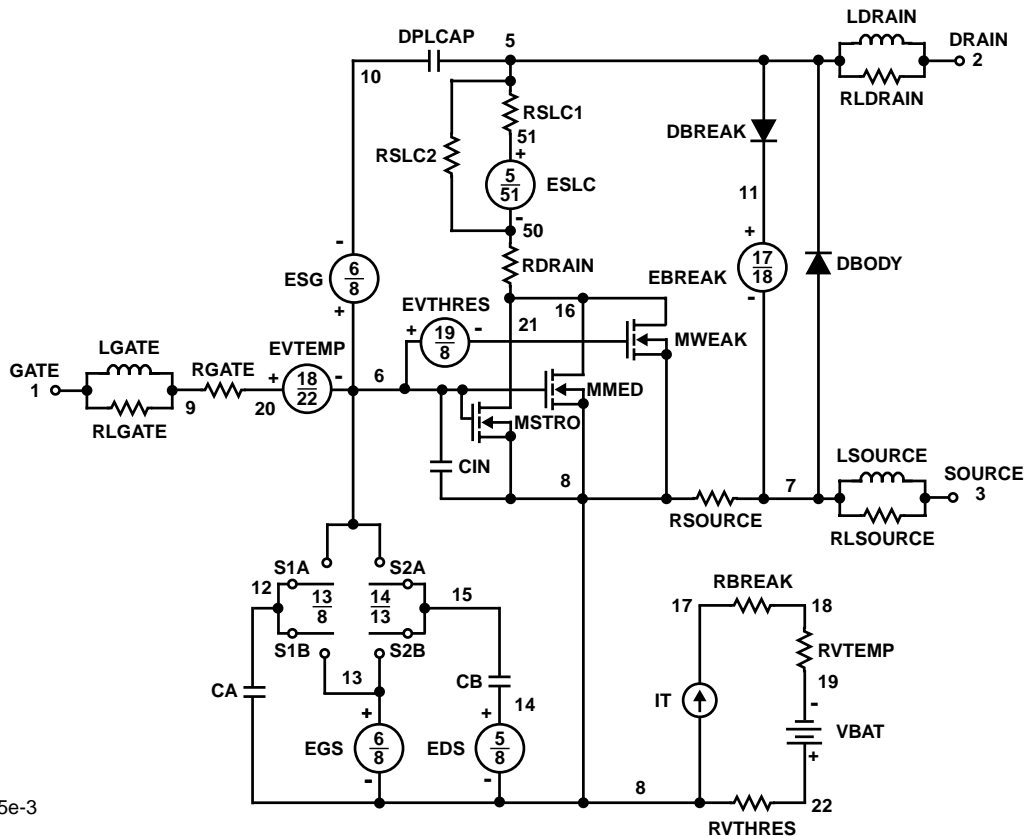 LDRAIN
DPLCAP 5 DRAIN
2
10
RLDRAIN
RSLC1
DBREAK
51
RSLC2
+
5
51
ESLC
11
-
50
-
+
17
18
RDRAIN
6
8
ESG
EBREAK
DBODY
EVTHRES
+
-
16
21
+ 19
8
-
MWEAK
LGATE
EVTEMP
GATE
1
RGATE
+ 18
22
-
6
MMED
9
20
MSTRO
RLGATE
LSOURCE
CIN
8
7
SOURCE
3
RSOURCE
RLSOURCE
S1A
S2A
12
13
8
14
13
15
RBREAK
17
18
S1B
S2B
RVTEMP
13
CB
CA
19
IT
14
-
+
+
VBAT
EGS
6
8
EDS
5
8
+
-
-
8
22
5e-3
RVTHRES